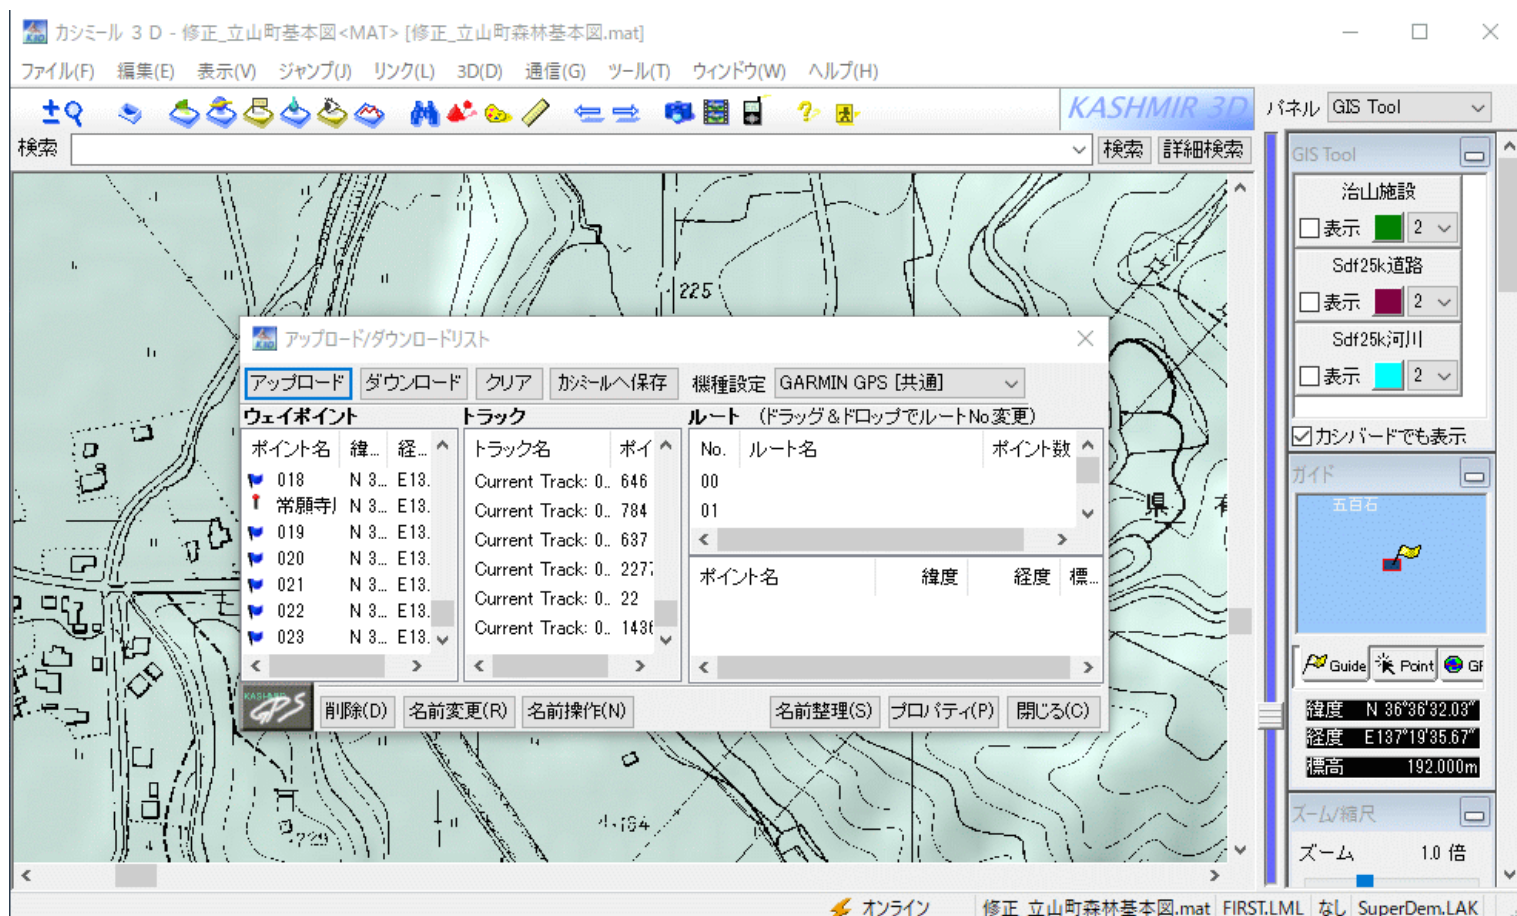 カシミール 3D - 修正_立山町基本図<MAT> [修正_立山町森林基本図.mat]
ファイル(F) 編集(E) 表示(V) ジャンプ(J) リンク(L) 3D(D) 通信(G) ツール(T) ウィンドウ(W) ヘルプ(H)
KASHMIR 3D
パネル GIS Tool
検索 検索 詳細検索
GIS Tool
治山施設
表示 2
Sdf25k道路
表示 2
Sdf25k河川
表示 2
カシバードでも表示
ガイド
五百石
Guide Point
緯度 N 36°36'32.03"
経度 E137°19'35.67"
標高 192.000m
ズーム/縮尺
ズーム 1.0 倍
225
県
アップロード/ダウンロードリスト
アップロード ダウンロード クリア カシミールへ保存 機種設定 GARMIN GPS [共通]
ウェイポイント トラック ルート (ドラッグ&ドロップでルートNo変更)
ポイント名 緯... 経...
018 N 3... E13.
常願寺 N 3... E13.
019 N 3... E13.
020 N 3... E13.
021 N 3... E13.
022 N 3... E13.
023 N 3... E13.
トラック名 ポイ
Current Track: 0.. 646
Current Track: 0.. 784
Current Track: 0.. 637
Current Track: 0.. 2277
Current Track: 0.. 22
Current Track: 0.. 1436
No. ルート名 ポイント数
00
01
ポイント名 緯度 経度 標...
KASHMIR GPS
削除(D) 名前変更(R) 名前操作(N) 名前整理(S) プロパティ(P) 閉じる(C)
オンライン 修正_立山町森林基本図.mat FIRST.LML なし SuperDem.LAK